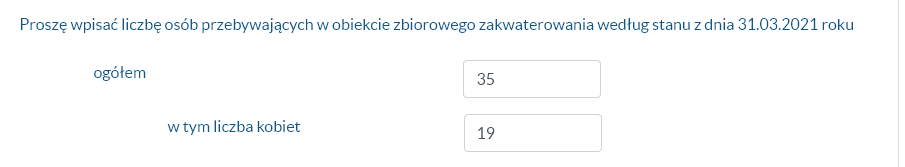 Proszę wpisać liczbę osób przebywających w obiekcie zbiorowego zakwaterowania według stanu z dnia 31.03.2021 roku
ogółem
35
w tym liczba kobiet
19